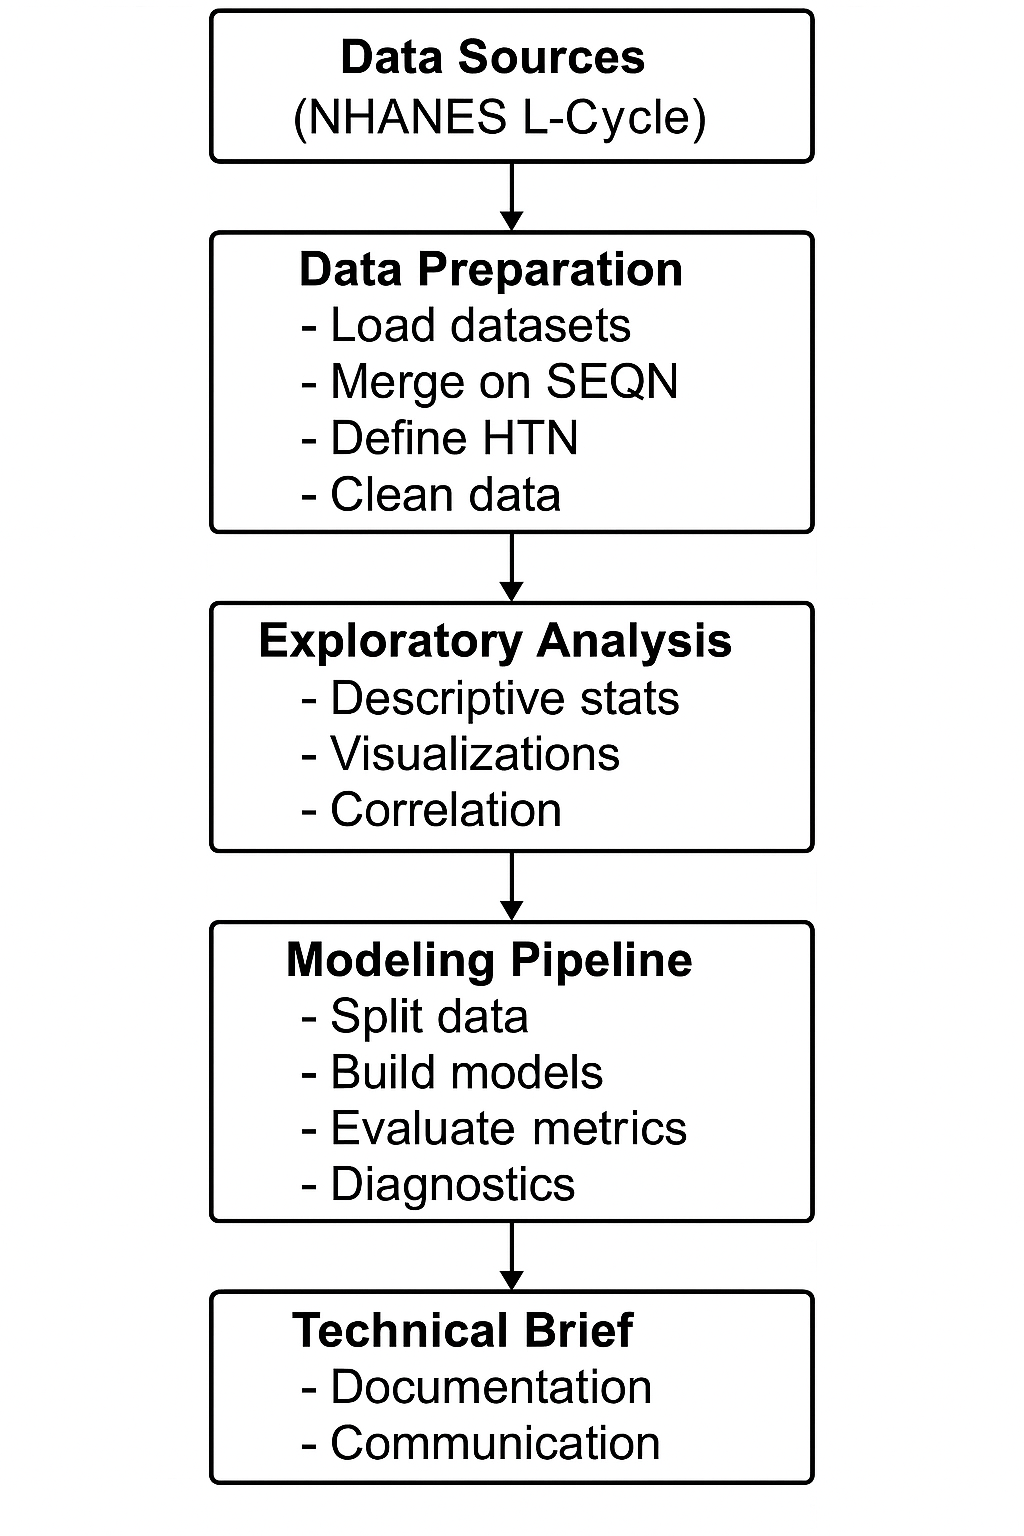 Data Sources
(NHANES L-Cycle)
Data Preparation
- Load datasets
- Merge on SEQN
- Define HTN
- Clean data
Exploratory Analysis
- Descriptive stats
- Visualizations
- Correlation
Modeling Pipeline
- Split data
- Build models
- Evaluate metrics
- Diagnostics
Technical Brief
- Documentation
- Communication